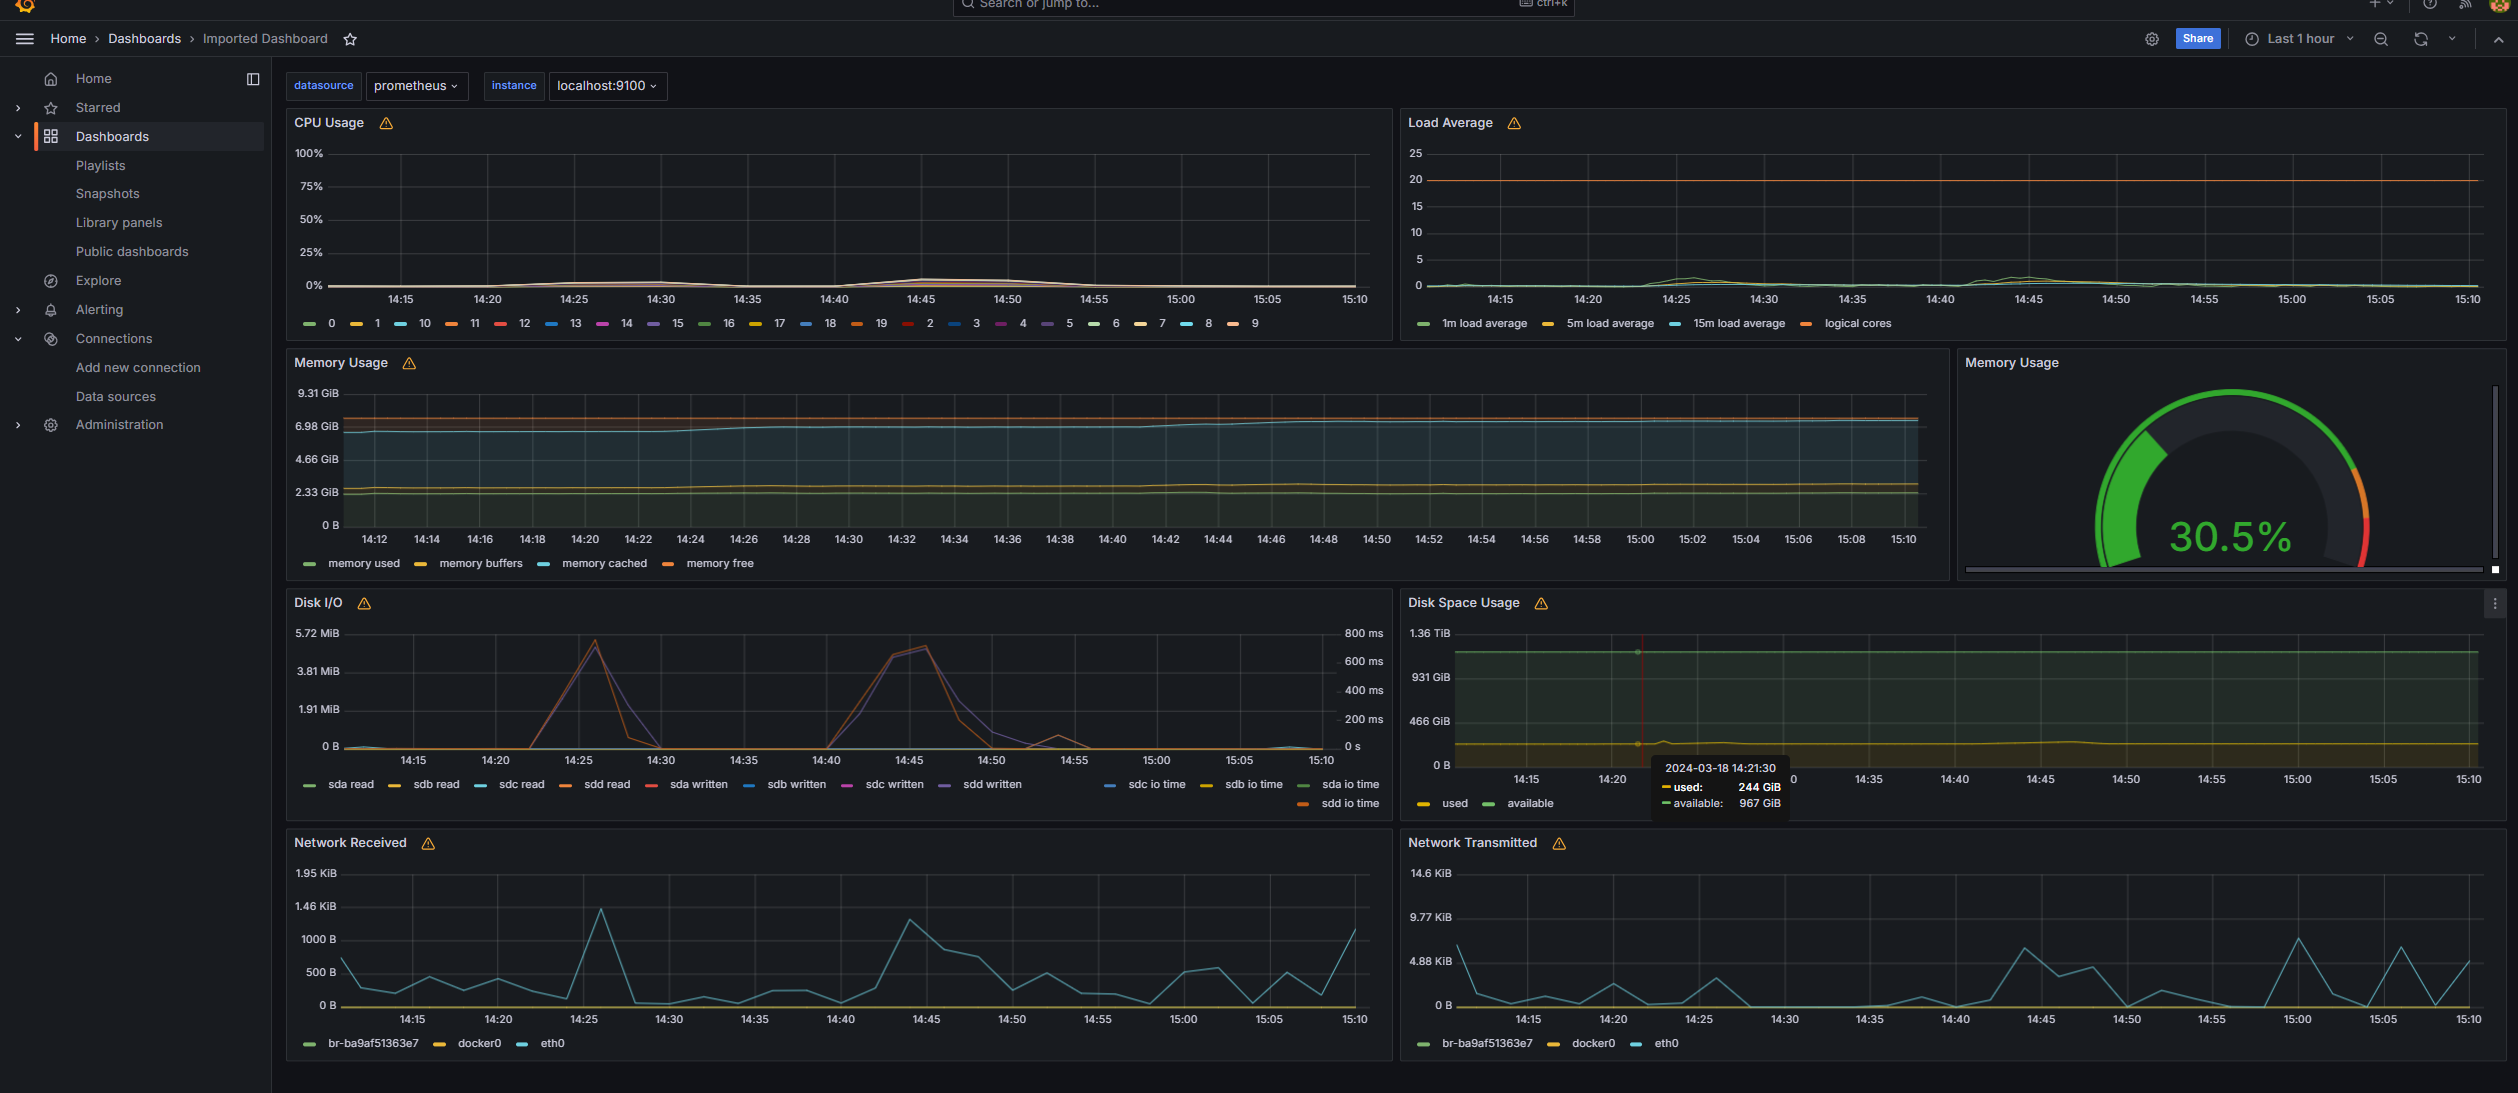 Search or jump to... ctrl+k
Home › Dashboards › Imported Dashboard
Share
Last 1 hour
Home
Starred
Dashboards
Playlists
Snapshots
Library panels
Public dashboards
Explore
Alerting
Connections
Add new connection
Data sources
Administration
datasource prometheus instance localhost:9100
CPU Usage
100%
75%
50%
25%
0%
14:15 14:20 14:25 14:30 14:35 14:40 14:45 14:50 14:55 15:00 15:05 15:10
0 1 10 11 12 13 14 15 16 17 18 19 2 3 4 5 6 7 8 9
Load Average
25
20
15
10
5
0
14:15 14:20 14:25 14:30 14:35 14:40 14:45 14:50 14:55 15:00 15:05 15:10
1m load average 5m load average 15m load average logical cores
Memory Usage
9.31 GiB
6.98 GiB
4.66 GiB
2.33 GiB
0 B
14:12 14:14 14:16 14:18 14:20 14:22 14:24 14:26 14:28 14:30 14:32 14:34 14:36 14:38 14:40 14:42 14:44 14:46 14:48 14:50 14:52 14:54 14:56 14:58 15:00 15:02 15:04 15:06 15:08 15:10
memory used memory buffers memory cached memory free
Memory Usage
30.5%
Disk I/O
5.72 MiB
3.81 MiB
1.91 MiB
0 B
800 ms
600 ms
400 ms
200 ms
0 s
14:15 14:20 14:25 14:30 14:35 14:40 14:45 14:50 14:55 15:00 15:05 15:10
sda read sdb read sdc read sdd read sda written sdb written sdc written sdd written sdc io time sdb io time sda io time
sdd io time
Disk Space Usage
1.36 TiB
931 GiB
466 GiB
0 B
14:15 14:20 0 14:35 14:40 14:45 14:50 14:55 15:00 15:05 15:10
2024-03-18 14:21:30
used: 244 GiB
available: 967 GiB
used available
Network Received
1.95 KiB
1.46 KiB
1000 B
500 B
0 B
14:15 14:20 14:25 14:30 14:35 14:40 14:45 14:50 14:55 15:00 15:05 15:10
br-ba9af51363e7 docker0 eth0
Network Transmitted
14.6 KiB
9.77 KiB
4.88 KiB
0 B
14:15 14:20 14:25 14:30 14:35 14:40 14:45 14:50 14:55 15:00 15:05 15:10
br-ba9af51363e7 docker0 eth0